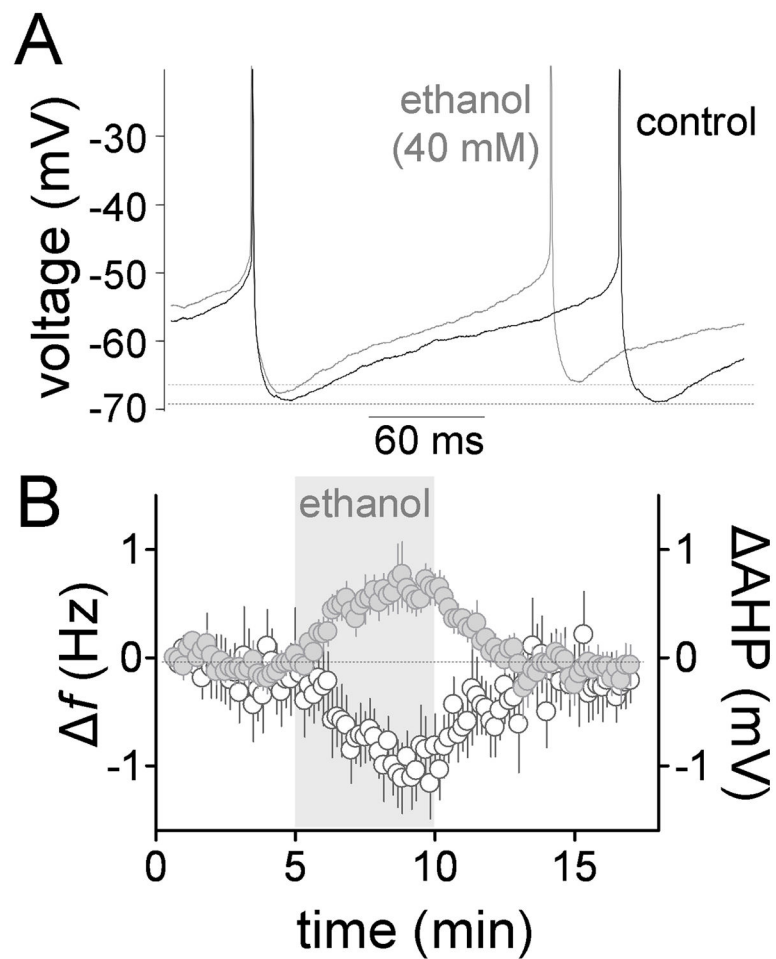 A
ethanol
(40 mM)
control
voltage (mV)
-30
-40
-50
-60
-70
60 ms
B
ethanol
Δf (Hz)
1
0
-1
ΔAHP (mV)
1
0
-1
0 5 10 15
time (min)